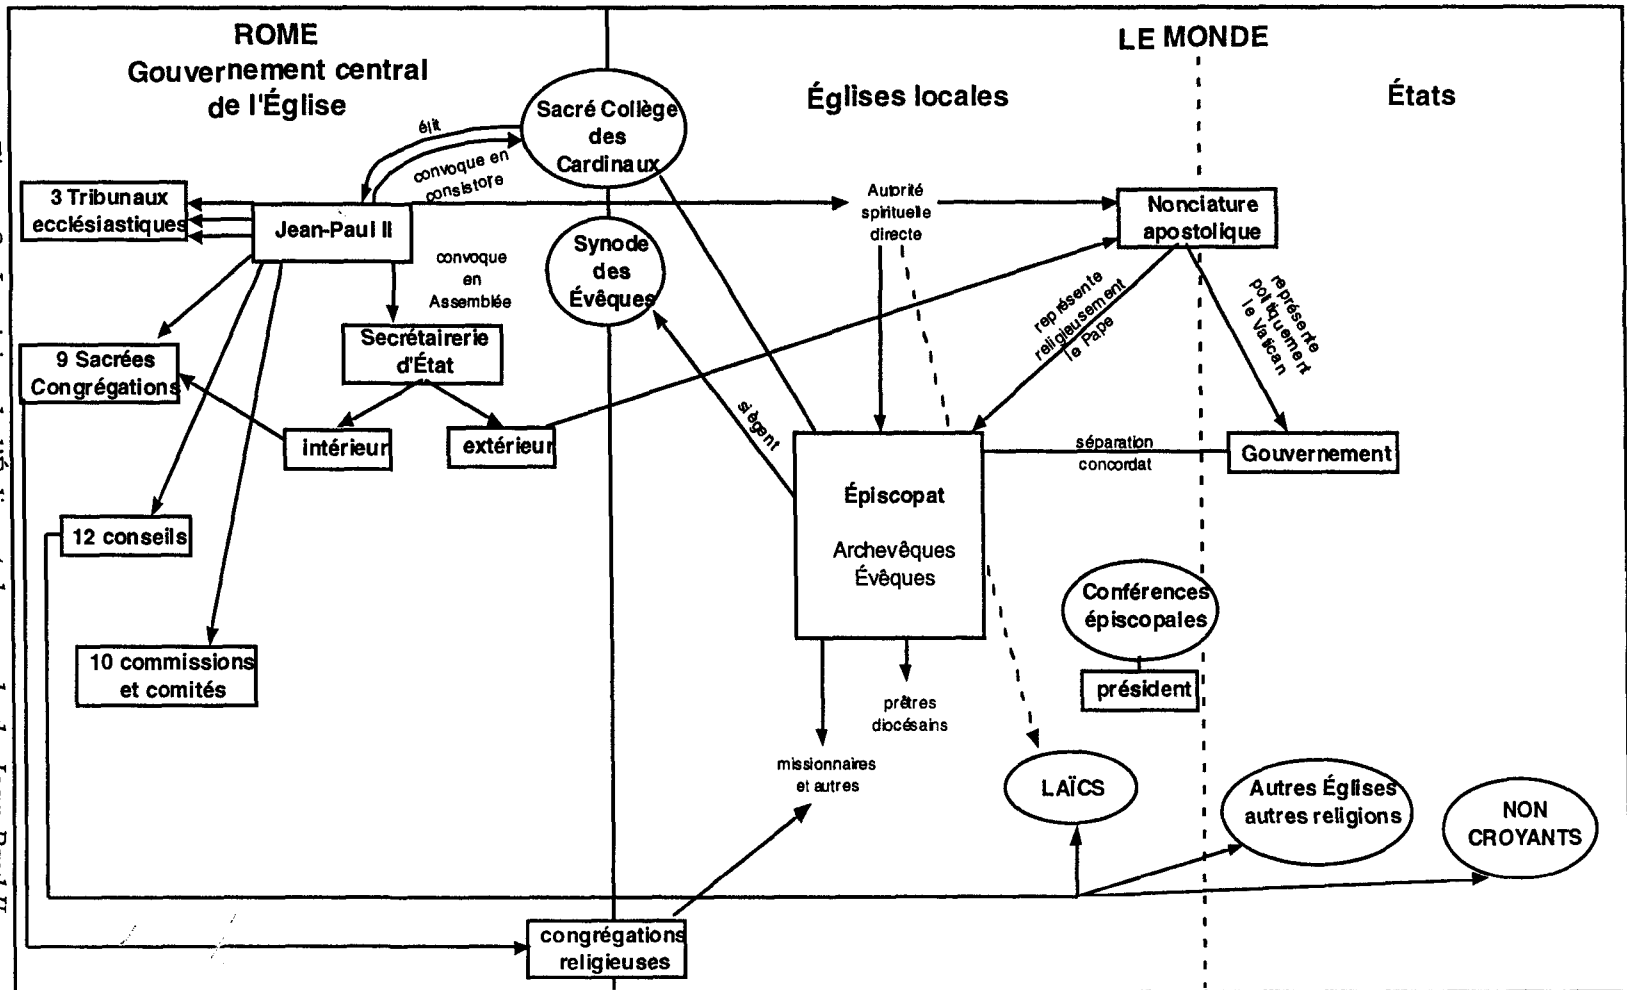 ROME
Gouvernement central
de l'Église
LE MONDE
Églises locales
États
Sacré Collège
des
Cardinaux
élit
convoque en
consistore
3 Tribunaux
ecclésiastiques
Jean-Paul II
Autorité
spirituelle
directe
Nonciature
apostolique
Synode
des
Évêques
convoque
en
Assemblée
représente
religieusement
le Pape
représente
politiquement
le Vatican
Secrétairerie
d'État
9 Sacrées
Congrégations
intérieur
extérieur
siègent
séparation
concordat
Gouvernement
Épiscopat
Archevêques
Évêques
12 conseils
Conférences
épiscopales
président
10 commissions
et comités
prêtres
diocésains
missionnaires
et autres
LAÏCS
Autres Églises
autres religions
NON
CROYANTS
congrégations
religieuses